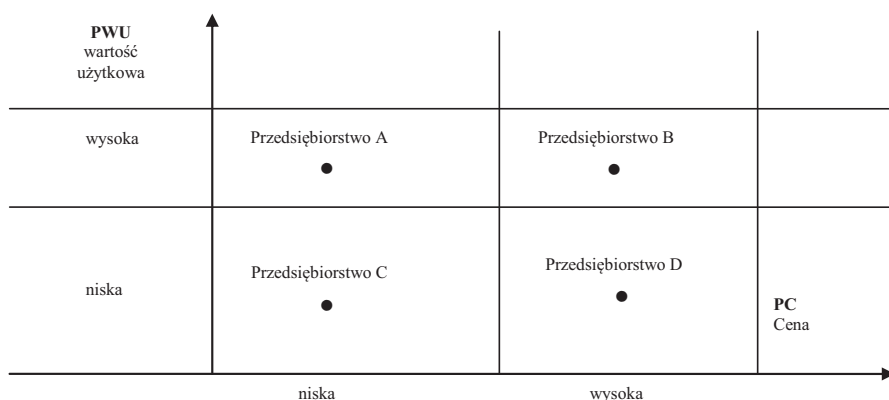 PWU
wartość
użytkowa
wysoka
Przedsiębiorstwo A
Przedsiębiorstwo B
niska
Przedsiębiorstwo C
Przedsiębiorstwo D
PC
Cena
niska
wysoka